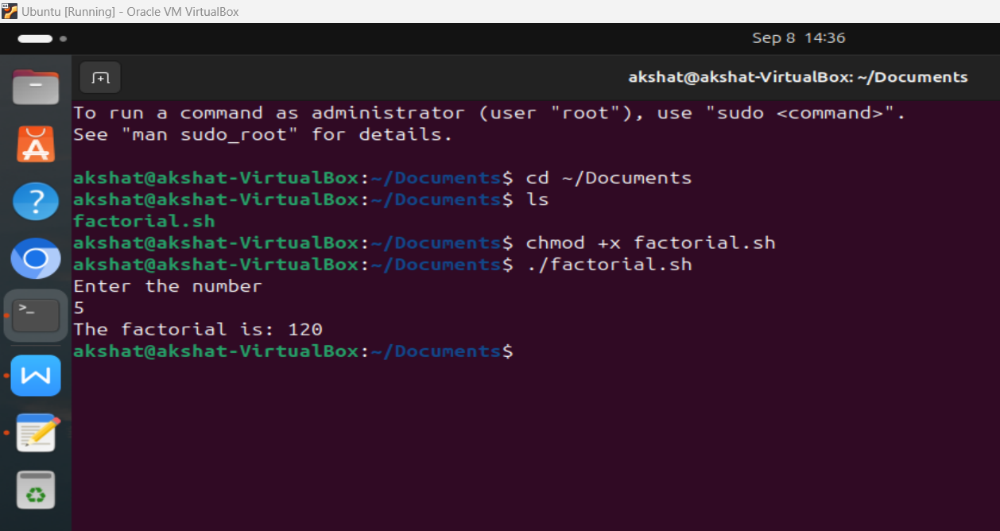 Ubuntu [Running] - Oracle VM VirtualBox
Sep 8 14:36
akshat@akshat-VirtualBox: ~/Documents
To run a command as administrator (user "root"), use "sudo <command>".
See "man sudo_root" for details.
akshat@akshat-VirtualBox:~/Documents$ cd ~/Documents
akshat@akshat-VirtualBox:~/Documents$ ls
factorial.sh
akshat@akshat-VirtualBox:~/Documents$ chmod +x factorial.sh
akshat@akshat-VirtualBox:~/Documents$ ./factorial.sh
Enter the number
5
The factorial is: 120
akshat@akshat-VirtualBox:~/Documents$